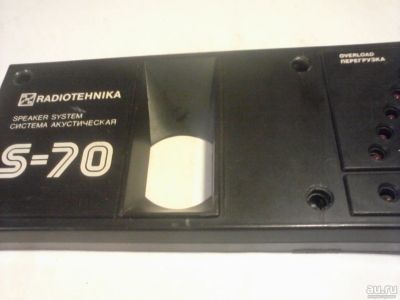 RADIOTEHNIKA
SPEAKER SYSTEM
СИСТЕМА АКУСТИЧЕСКАЯ
S-70
OVERLOAD
ПЕРЕГРУЗКА
au.ru